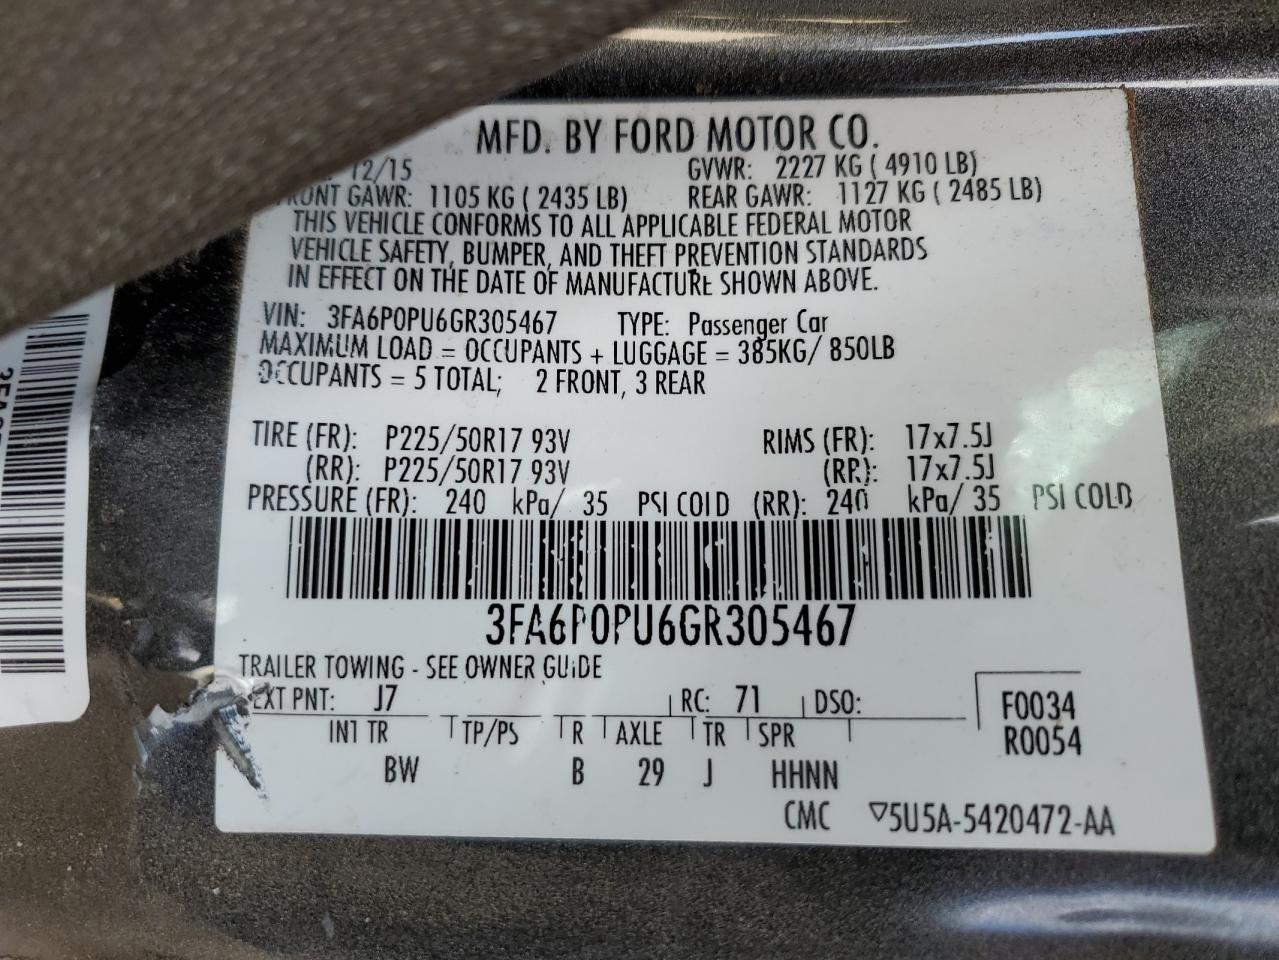 MFD. BY FORD MOTOR CO.
12/15 GVWR: 2227 KG ( 4910 LB)
FRONT GAWR: 1105 KG ( 2435 LB) REAR GAWR: 1127 KG ( 2485 LB)
THIS VEHICLE CONFORMS TO ALL APPLICABLE FEDERAL MOTOR
VEHICLE SAFETY, BUMPER, AND THEFT PREVENTION STANDARDS
IN EFFECT ON THE DATE OF MANUFACTURE SHOWN ABOVE.
VIN: 3FA6P0PU6GR305467 TYPE: Passenger Car
MAXIMUM LOAD = OCCUPANTS + LUGGAGE = 385KG/ 850LB
OCCUPANTS = 5 TOTAL; 2 FRONT, 3 REAR
TIRE (FR): P225/50R17 93V RIMS (FR): 17x7.5J
(RR): P225/50R17 93V (RR): 17x7.5J
PRESSURE (FR): 240 kPa/ 35 PSI COLD (RR): 240 kPa/ 35 PSI COLD
3FA6P0PU6GR305467
TRAILER TOWING - SEE OWNER GUIDE
EXT PNT: J7 RC: 71 DSO: F0034
INT TR TP/PS R AXLE TR SPR R0054
BW B 29 J HHNN
CMC ▽5U5A-5420472-AA